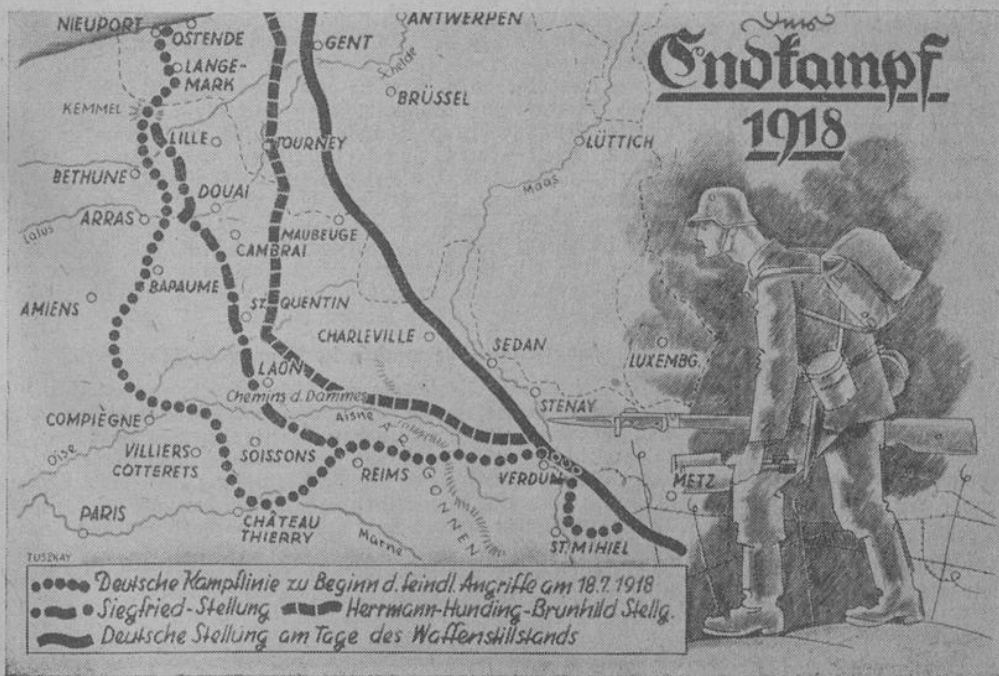 Der
Endkampf
1918
NIEUPORT
OSTENDE
ANTWERPEN
GENT
Schelde
LANGE-
MARK
BRÜSSEL
KEMMEL
LILLE
TOURNEY
LÜTTICH
BETHUNE
DOUAI
Maas
ARRAS
MAUBEUGE
CAMBRAI
BAPAUME
AMIENS
ST. QUENTIN
CHARLEVILLE
SEDAN
LUXEMBG.
LAON
Chemins d. Dammes
STENAY
COMPIÈGNE
Aisne
ARGONNEN
Oise
VILLIERS
COTTERETS
SOISSONS
REIMS
VERDUN
METZ
PARIS
CHÂTEAU
THIERRY
Marne
ST. MIHIEL
TUSZKAY
Deutsche Kampflinie zu Beginn d. feindl. Angriffe am 18.7.1918
Siegfried-Stellung Herrmann-Hunding-Brunhild Stellg.
Deutsche Stellung am Tage des Waffenstillstands